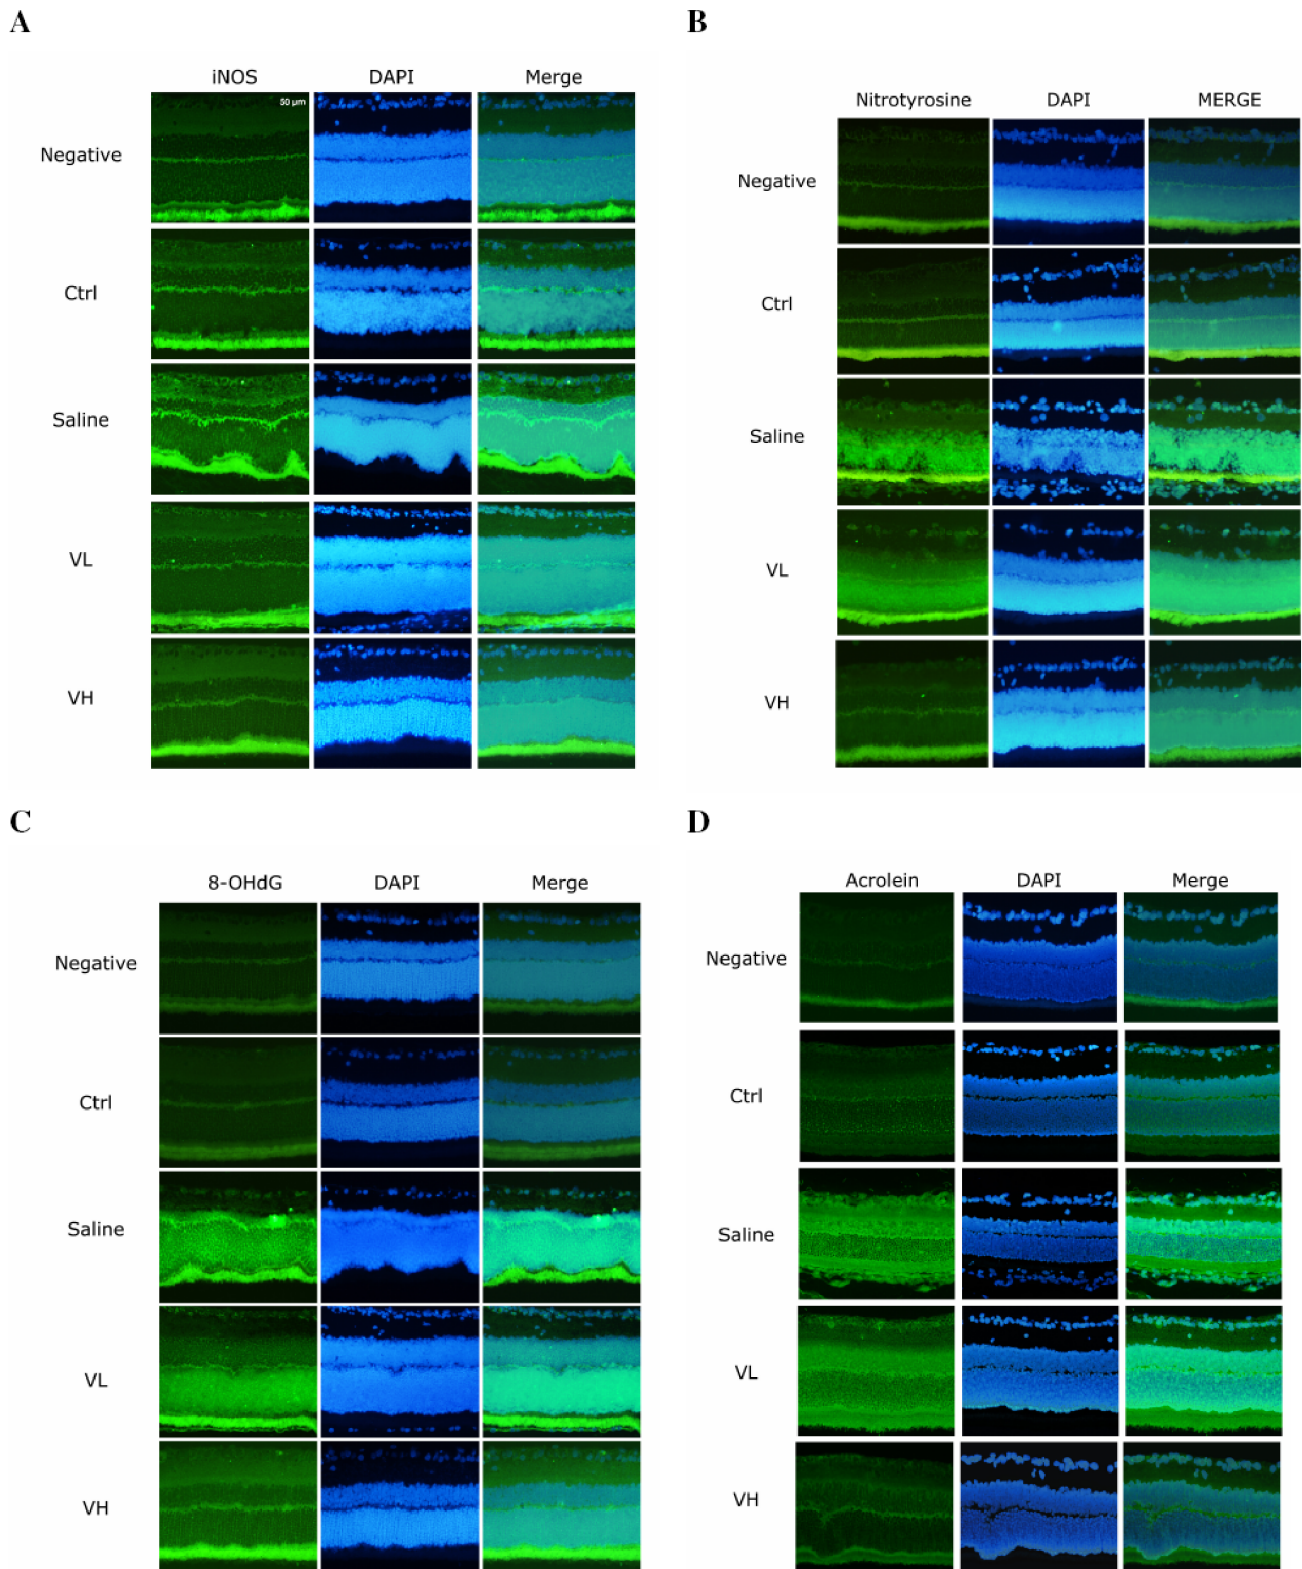 A
iNOS DAPI Merge
50 μm
Negative
Ctrl
Saline
VL
VH
B
Nitrotyrosine DAPI MERGE
Negative
Ctrl
Saline
VL
VH
C
8-OHdG DAPI Merge
Negative
Ctrl
Saline
VL
VH
D
Acrolein DAPI Merge
Negative
Ctrl
Saline
VL
VH